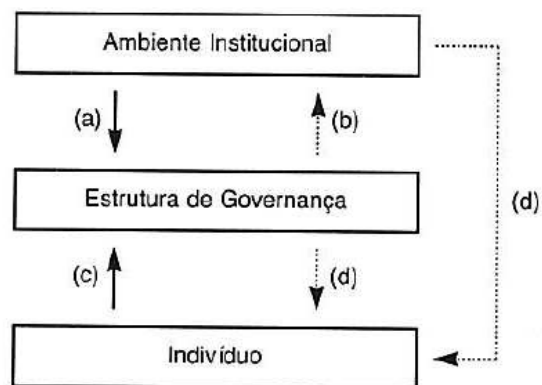 Ambiente Institucional
(a)
(b)
Estrutura de Governança
(d)
(c)
(d)
Indivíduo